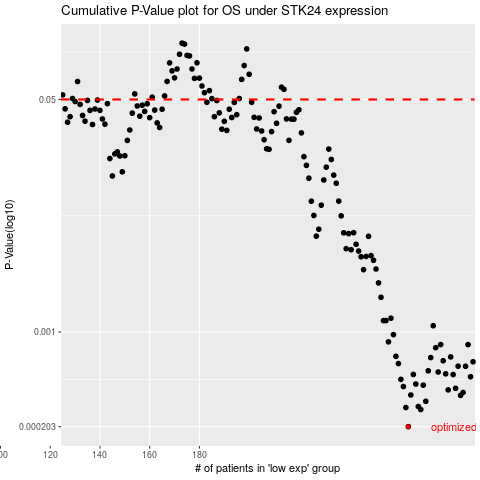 Cumulative P-Value plot for OS under STK24 expression
P-Value(log10)
0.05
0.001
0.000203
optimized
00 120 140 160 180
# of patients in 'low exp' group